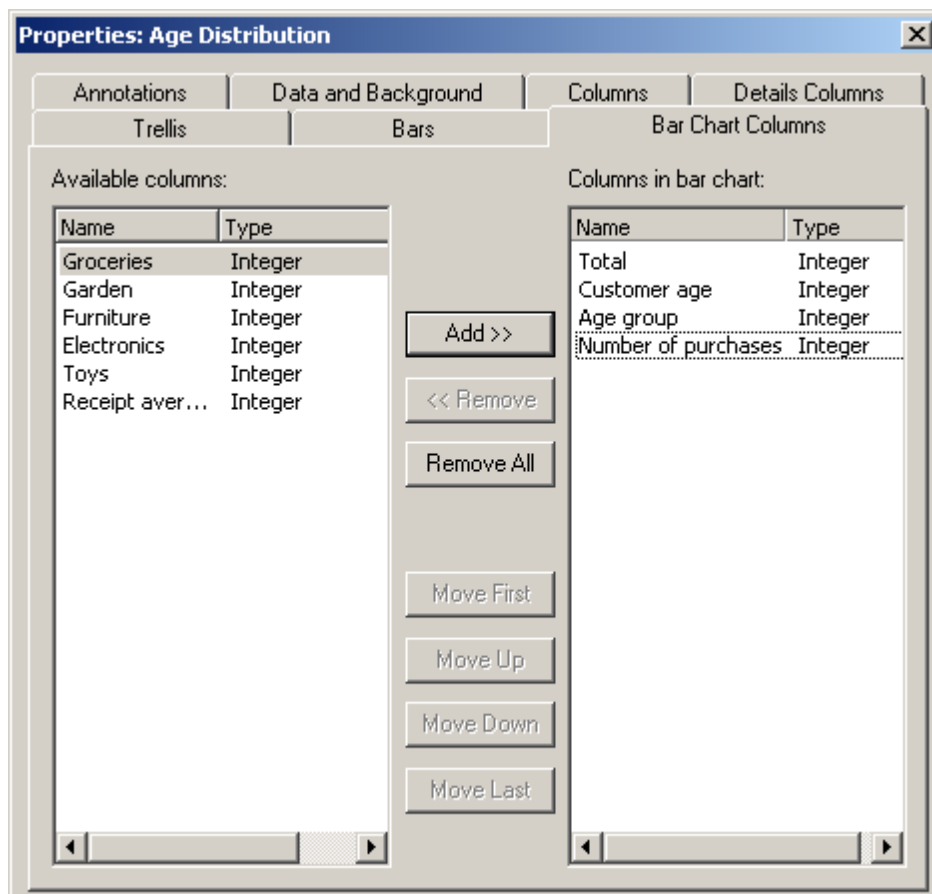 Properties: Age Distribution
Annotations Data and Background Columns Details Columns
Trellis Bars Bar Chart Columns
Available columns: Columns in bar chart:
Name Type Name Type
Groceries Integer Total Integer
Garden Integer Customer age Integer
Furniture Integer Age group Integer
Electronics Integer Number of purchases Integer
Toys Integer
Receipt aver... Integer
Add >>
<< Remove
Remove All
Move First
Move Up
Move Down
Move Last